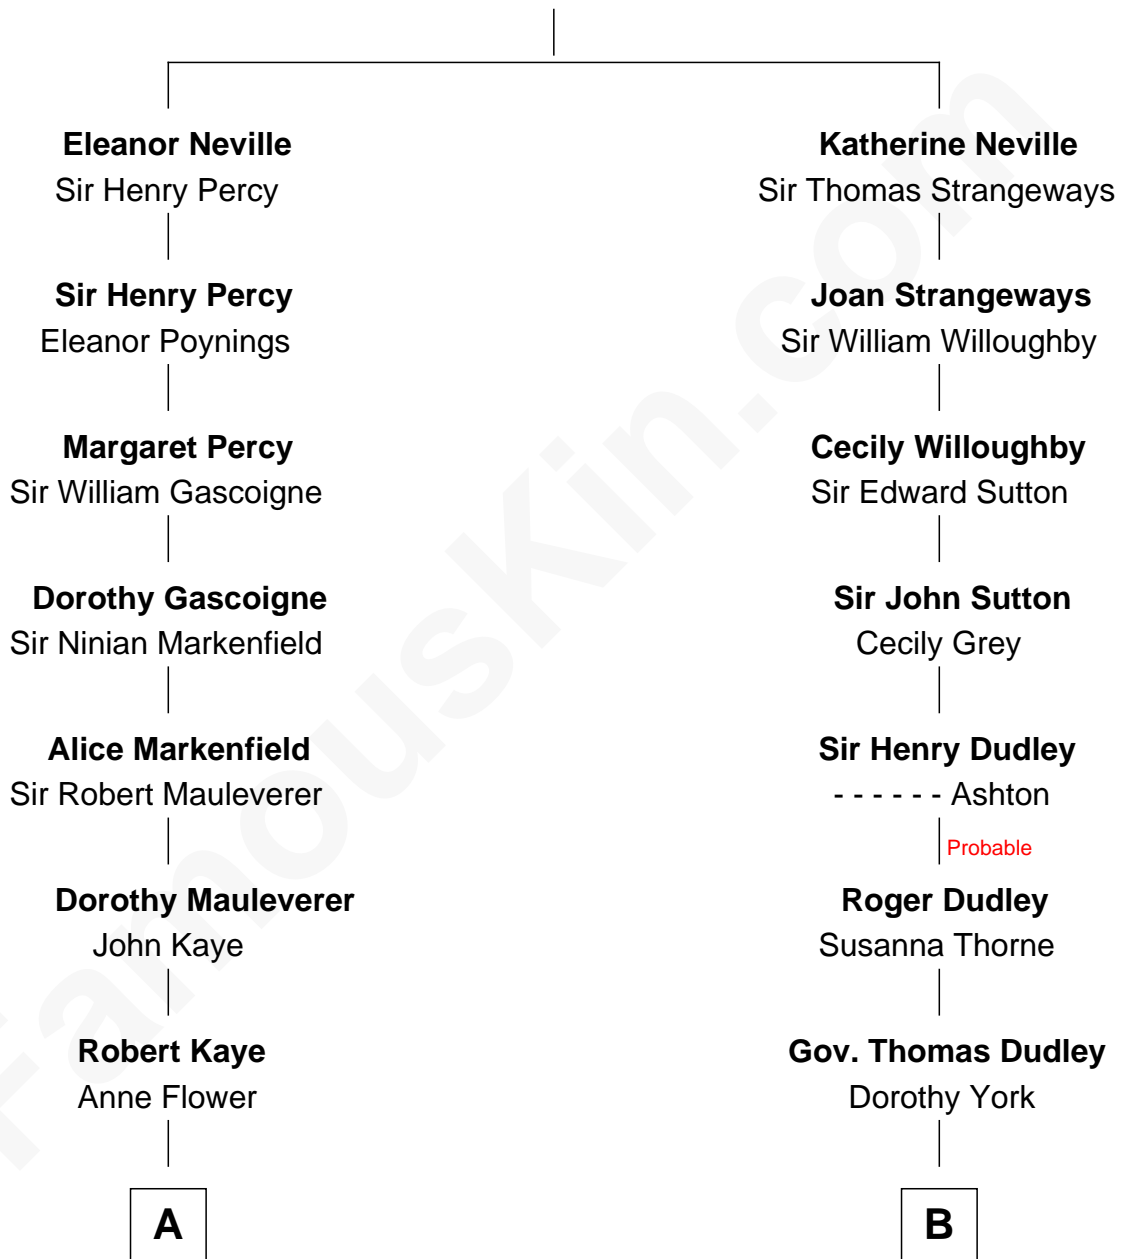 Eleanor Neville
Sir Henry Percy
Sir Henry Percy
Eleanor Poynings
Margaret Percy
Sir William Gascoigne
Dorothy Gascoigne
Sir Ninian Markenfield
Alice Markenfield
Sir Robert Mauleverer
Dorothy Mauleverer
John Kaye
Robert Kaye
Anne Flower
A
Katherine Neville
Sir Thomas Strangeways
Joan Strangeways
Sir William Willoughby
Cecily Willoughby
Sir Edward Sutton
Sir John Sutton
Cecily Grey
Sir Henry Dudley
- - - - - - Ashton
Probable
Roger Dudley
Susanna Thorne
Gov. Thomas Dudley
Dorothy York
B
FamousKin.com